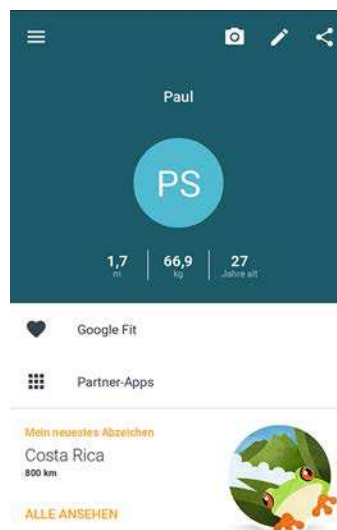 Paul
PS
1,7 66,9 27
m kg Jahre alt
Google Fit
Partner-Apps
Mein neuestes Abzeichen
Costa Rica
800 km
ALLE ANSEHEN